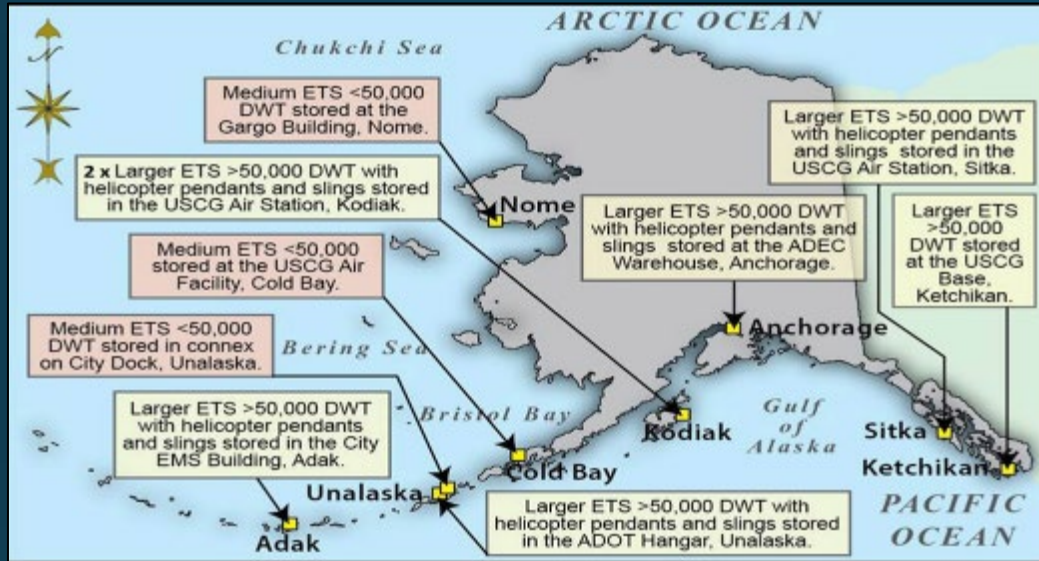 ARCTIC OCEAN
Chukchi Sea
N
Medium ETS <50,000
DWT stored at the
Gargo Building, Nome.
2 x Larger ETS >50,000 DWT with
helicopter pendants and slings stored
in the USCG Air Station, Kodiak.
Medium ETS <50,000
stored at the USCG Air
Facility, Cold Bay.
Medium ETS <50,000
DWT stored in connex
on City Dock, Unalaska.
Larger ETS >50,000 DWT
with helicopter pendants
and slings stored in the City
EMS Building, Adak.
Larger ETS >50,000 DWT
with helicopter pendants
and slings stored at the ADEC
Warehouse, Anchorage.
Larger ETS >50,000 DWT
with helicopter pendants
and slings stored in the
USCG Air Station, Sitka.
Larger ETS
>50,000
DWT stored
at the USCG
Base,
Ketchikan.
Nome
Anchorage
Bering Sea
Bristol Bay
Kodiak
Gulf
of
Alaska
Sitka
Ketchikan
Cold Bay
Unalaska
Adak
Larger ETS >50,000 DWT with
helicopter pendants and slings stored
in the ADOT Hangar, Unalaska.
PACIFIC
OCEAN